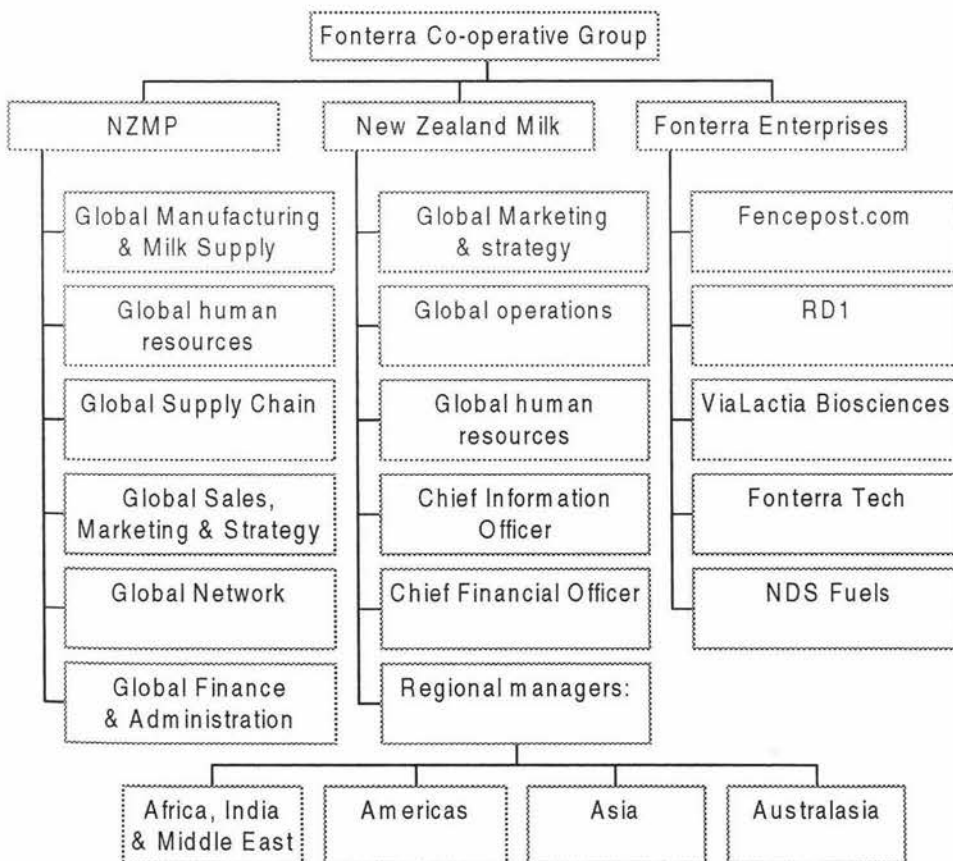 Fonterra Co-operative Group
NZMP
New Zealand Milk
Fonterra Enterprises
Global Manufacturing
& Milk Supply
Global Marketing
& strategy
Fencepost.com
Global human
resources
Global operations
RD1
Global Supply Chain
Global human
resources
ViaLactia Biosciences
Global Sales,
Marketing & Strategy
Chief Information
Officer
Fonterra Tech
Global Network
Chief Financial Officer
NDS Fuels
Global Finance
& Administration
Regional managers:
Africa, India
& Middle East
Americas
Asia
Australasia